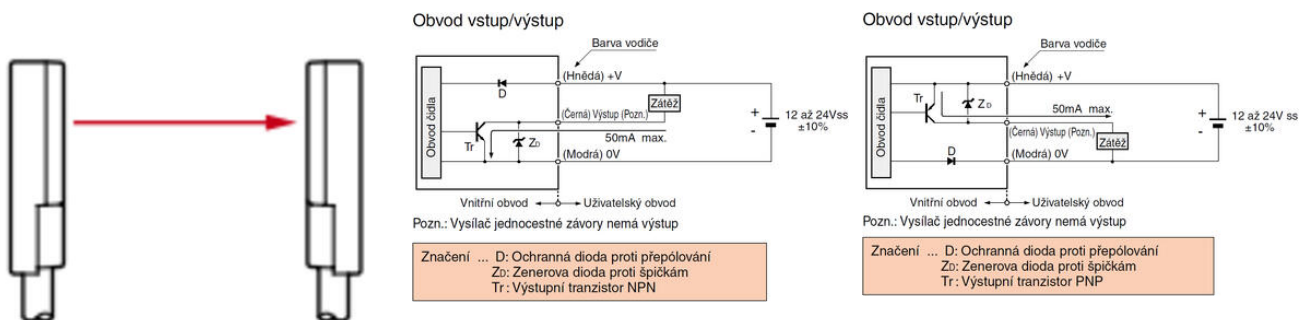 Obvod vstup/výstup
Barva vodiče
(Hnědá) +V
D
Obvod čidla
Zátěž
(Černá) Výstup (Pozn.)
+
12 až 24Vss
±10%
-
Tr
ZD
50mA max.
(Modrá) 0V
Vnitřní obvod
Uživatelský obvod
Pozn.: Vysílač jednocestné závory nemá výstup
Značení ... D: Ochranná dioda proti přepólování
ZD: Zenerova dioda proti špičkám
Tr : Výstupní tranzistor NPN
Obvod vstup/výstup
Barva vodiče
(Hnědá) +V
Obvod čidla
Tr
ZD
50mA max.
+
12 až 24V ss
±10%
-
(Černá) Výstup (Pozn.)
Zátěž
D
(Modrá) 0V
Vnitřní obvod
Uživatelský obvod
Pozn.: Vysílač jednocestné závory nemá výstup
Značení ... D: Ochranná dioda proti přepólování
ZD: Zenerova dioda proti špičkám
Tr : Výstupní tranzistor PNP